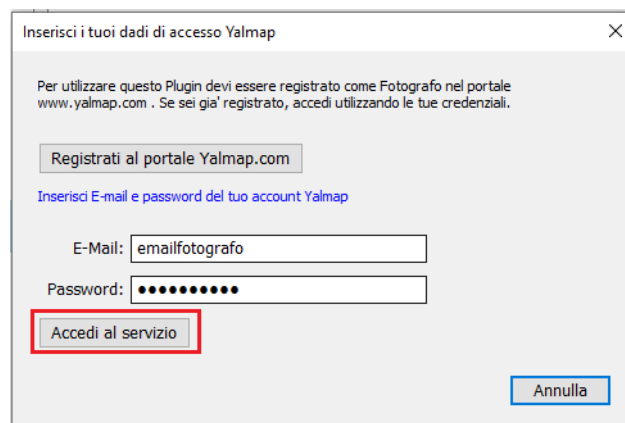 Inserisci i tuoi dadi di accesso Yalmap
Per utilizzare questo Plugin devi essere registrato come Fotografo nel portale
www.yalmap.com . Se sei gia' registrato, accedi utilizzando le tue credenziali.
Registrati al portale Yalmap.com
Inserisci E-mail e password del tuo account Yalmap
E-Mail: emailfotografo
Password: ●●●●●●●●●●
Accedi al servizio
Annulla